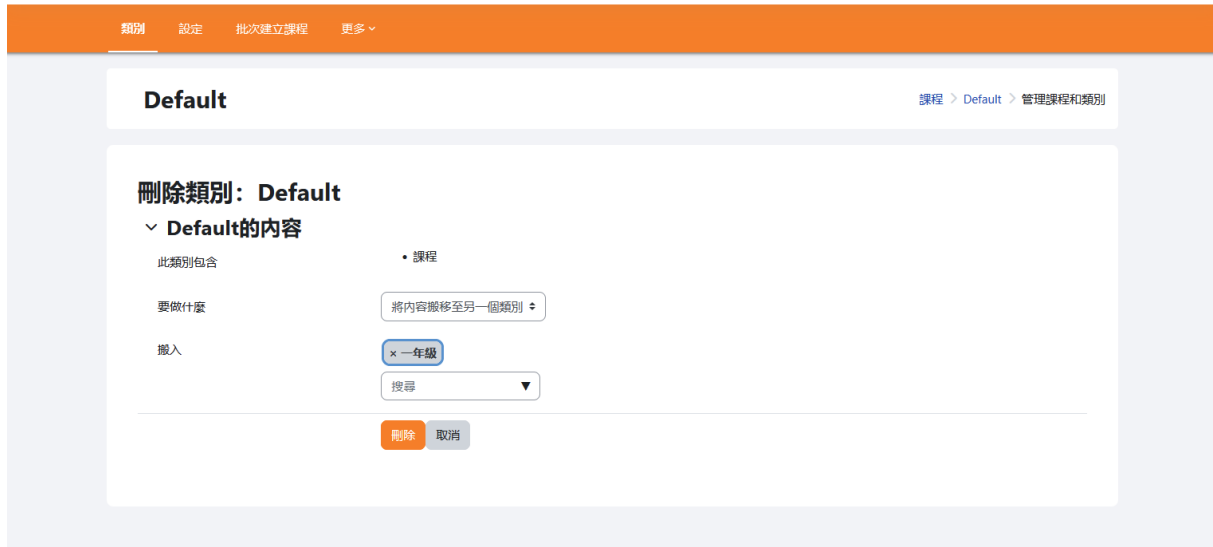 類別 設定 批次建立課程 更多
Default
課程 > Default > 管理課程和類別
刪除類別：Default
Default的內容
此類別包含 • 課程
要做什麼 將內容搬移至另一個類別
搬入 × 一年級
搜尋 ▼
刪除 取消